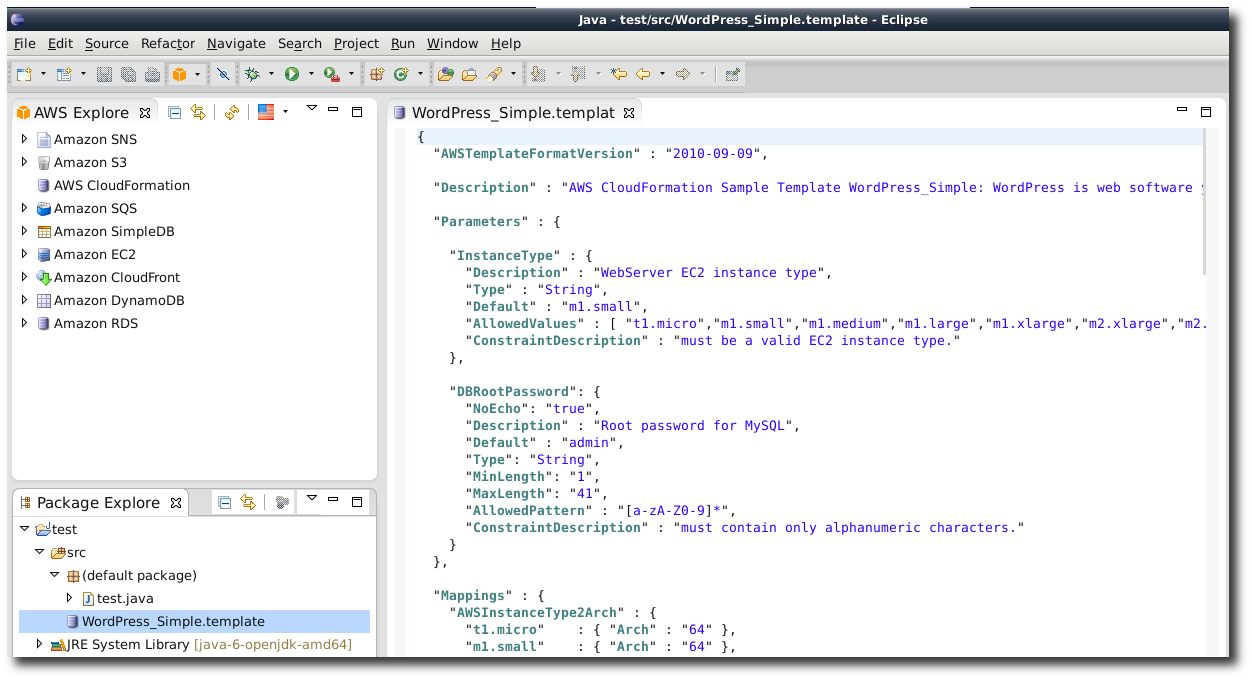 Java - test/src/WordPress_Simple.template - Eclipse
File Edit Source Refactor Navigate Search Project Run Window Help
AWS Explore
Amazon SNS
Amazon S3
AWS CloudFormation
Amazon SQS
Amazon SimpleDB
Amazon EC2
Amazon CloudFront
Amazon DynamoDB
Amazon RDS
Package Explore
test
src
(default package)
test.java
WordPress_Simple.template
JRE System Library [java-6-openjdk-amd64]
WordPress_Simple.templat
{
"AWSTemplateFormatVersion" : "2010-09-09",
"Description" : "AWS CloudFormation Sample Template WordPress_Simple: WordPress is web software
"Parameters" : {
"InstanceType" : {
"Description" : "WebServer EC2 instance type",
"Type" : "String",
"Default" : "m1.small",
"AllowedValues" : [ "t1.micro","m1.small","m1.medium","m1.large","m1.xlarge","m2.xlarge","m2.
"ConstraintDescription" : "must be a valid EC2 instance type."
},
"DBRootPassword": {
"NoEcho": "true",
"Description" : "Root password for MySQL",
"Default" : "admin",
"Type": "String",
"MinLength": "1",
"MaxLength": "41",
"AllowedPattern" : "[a-zA-Z0-9]*",
"ConstraintDescription" : "must contain only alphanumeric characters."
}
},
"Mappings" : {
"AWSInstanceType2Arch" : {
"t1.micro" : { "Arch" : "64" },
"m1.small" : { "Arch" : "64" },